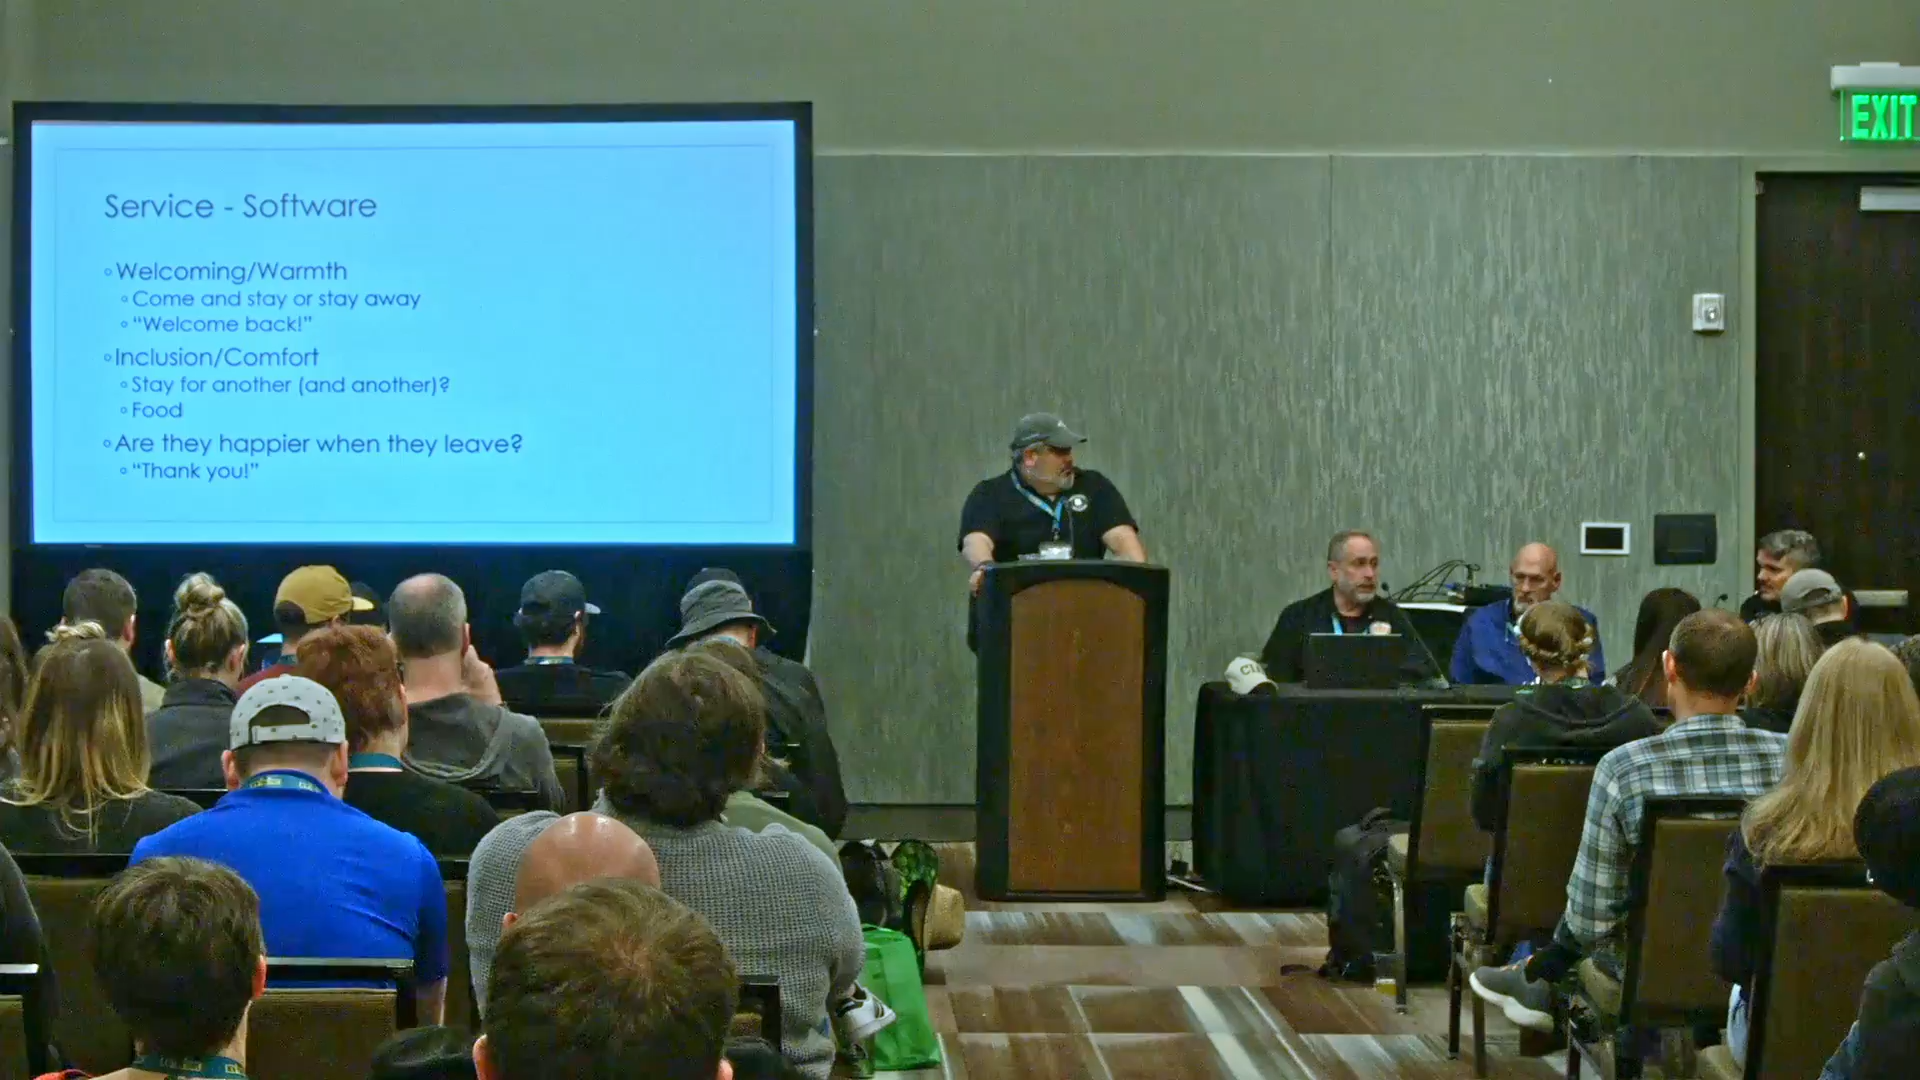 Service - Software
Welcoming/Warmth
Come and stay or stay away
“Welcome back!”
Inclusion/Comfort
Stay for another (and another)?
Food
Are they happier when they leave?
“Thank you!”
EXIT